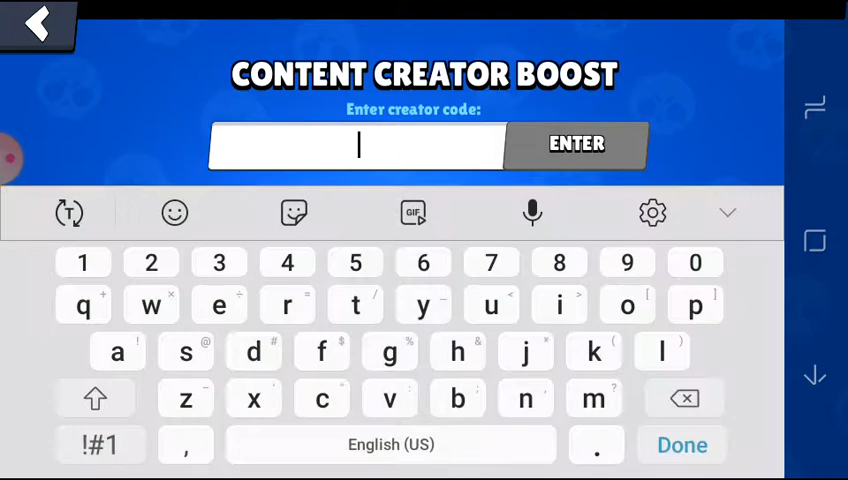 CONTENT CREATOR BOOST
Enter creator code:
ENTER
T GIF
1 2 3 4 5 6 7 8 9 0
q + w × e ÷ r = t / y _ u < i > o [ p ]
a ! s @ d # f $ g % h & j * k ( l )
z - x ' c " v : b ; n , m ?
!#1 , English (US) . Done